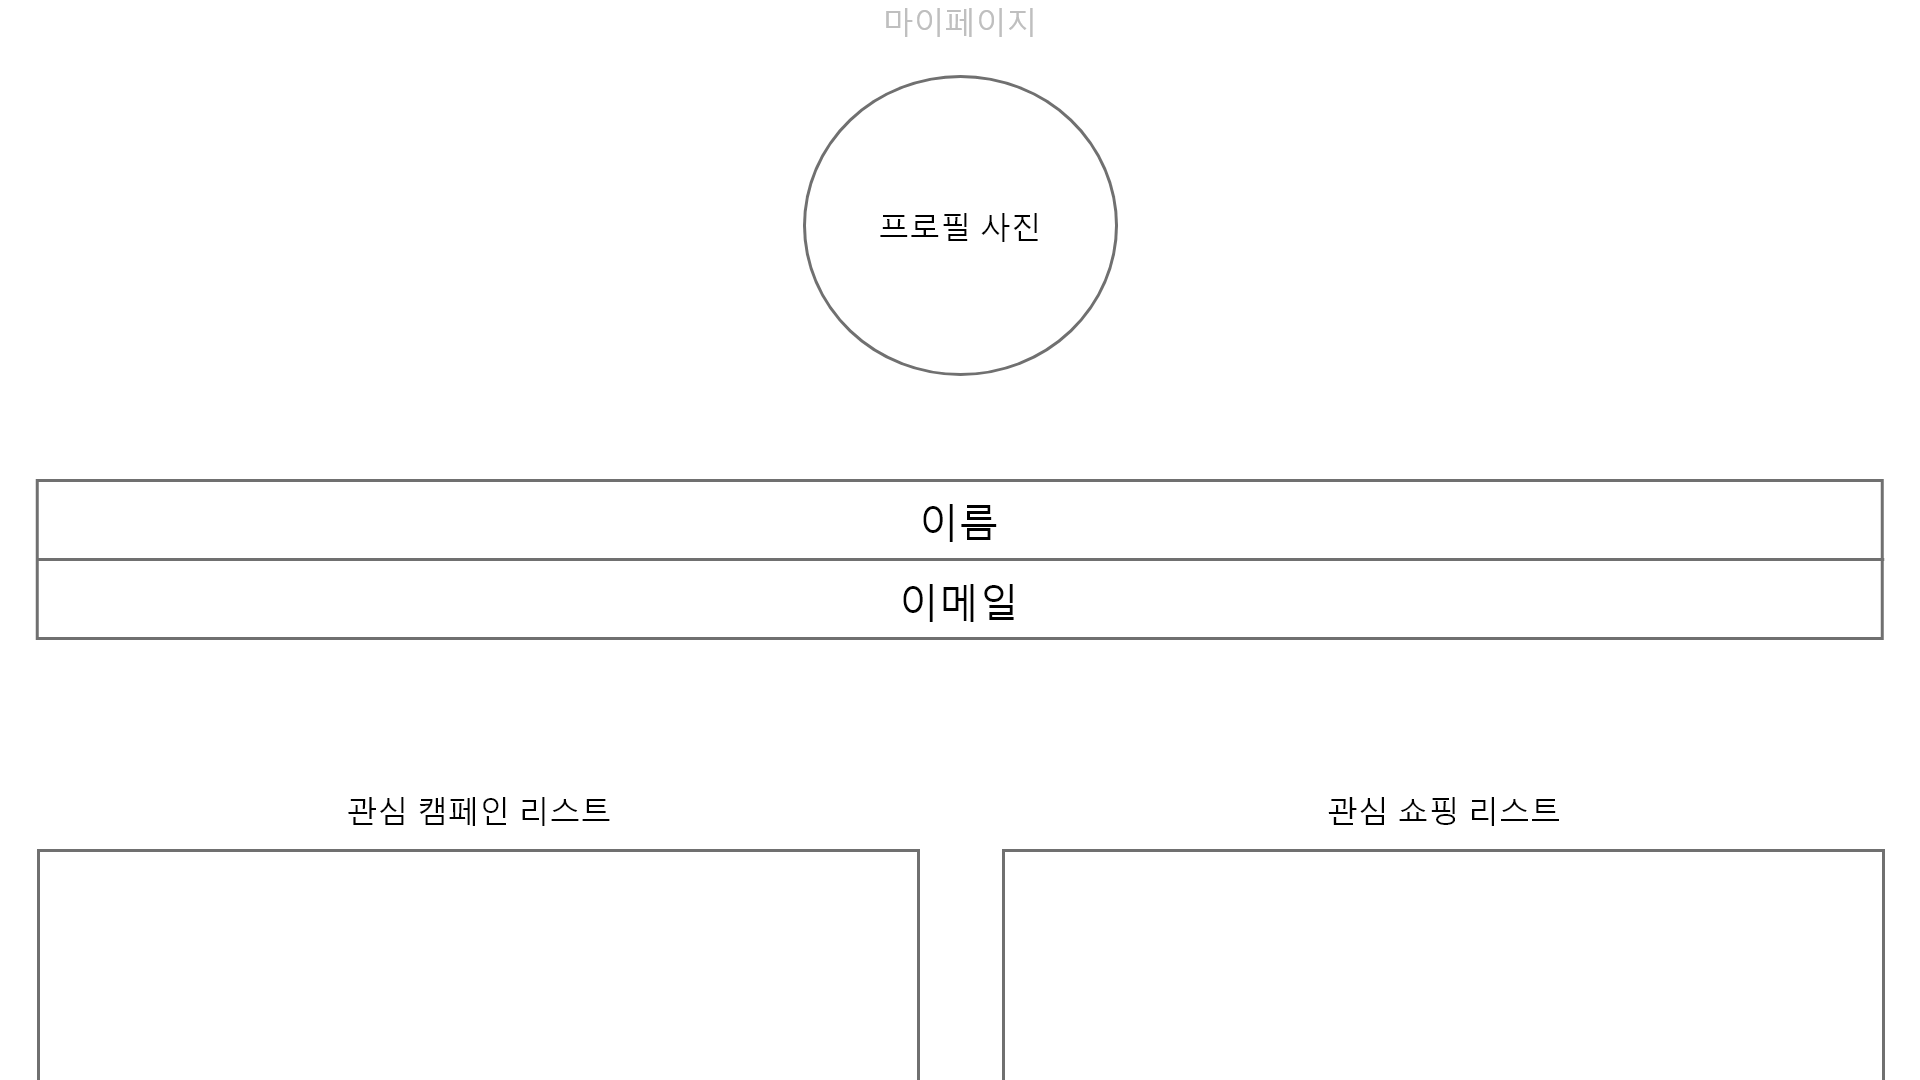 마이페이지
프로필 사진
이름
이메일
관심 캠페인 리스트
관심 쇼핑 리스트